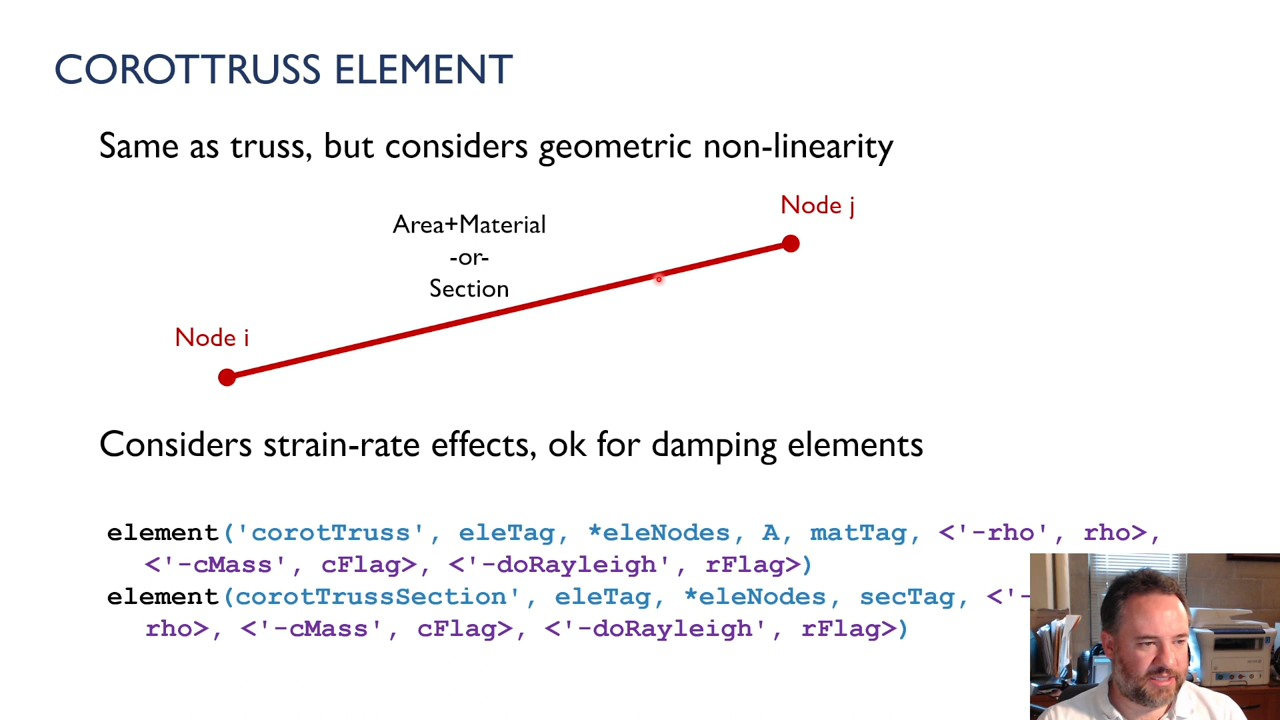 COROTTRUSS ELEMENT
Same as truss, but considers geometric non-linearity
Node j
Area+Material
-or-
Section
Node i
Considers strain-rate effects, ok for damping elements
element('corotTruss', eleTag, *eleNodes, A, matTag, <'-rho', rho>,
<'-cMass', cFlag>, <'-doRayleigh', rFlag>)
element(corotTrussSection', eleTag, *eleNodes, secTag, <'-
rho>, <'-cMass', cFlag>, <'-doRayleigh', rFlag>)